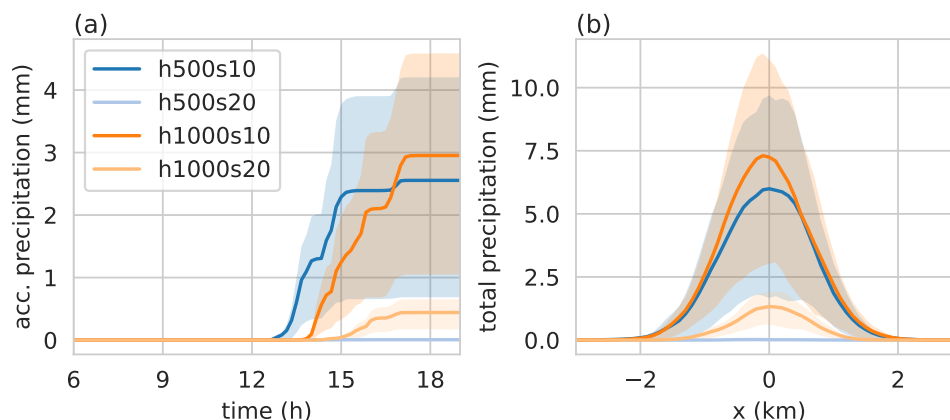 (a)
acc. precipitation (mm)
4
3
2
1
0
h500s10
h500s20
h1000s10
h1000s20
6 9 12 15 18
time (h)
(b)
total precipitation (mm)
10.0
7.5
5.0
2.5
0.0
−2 0 2
x (km)